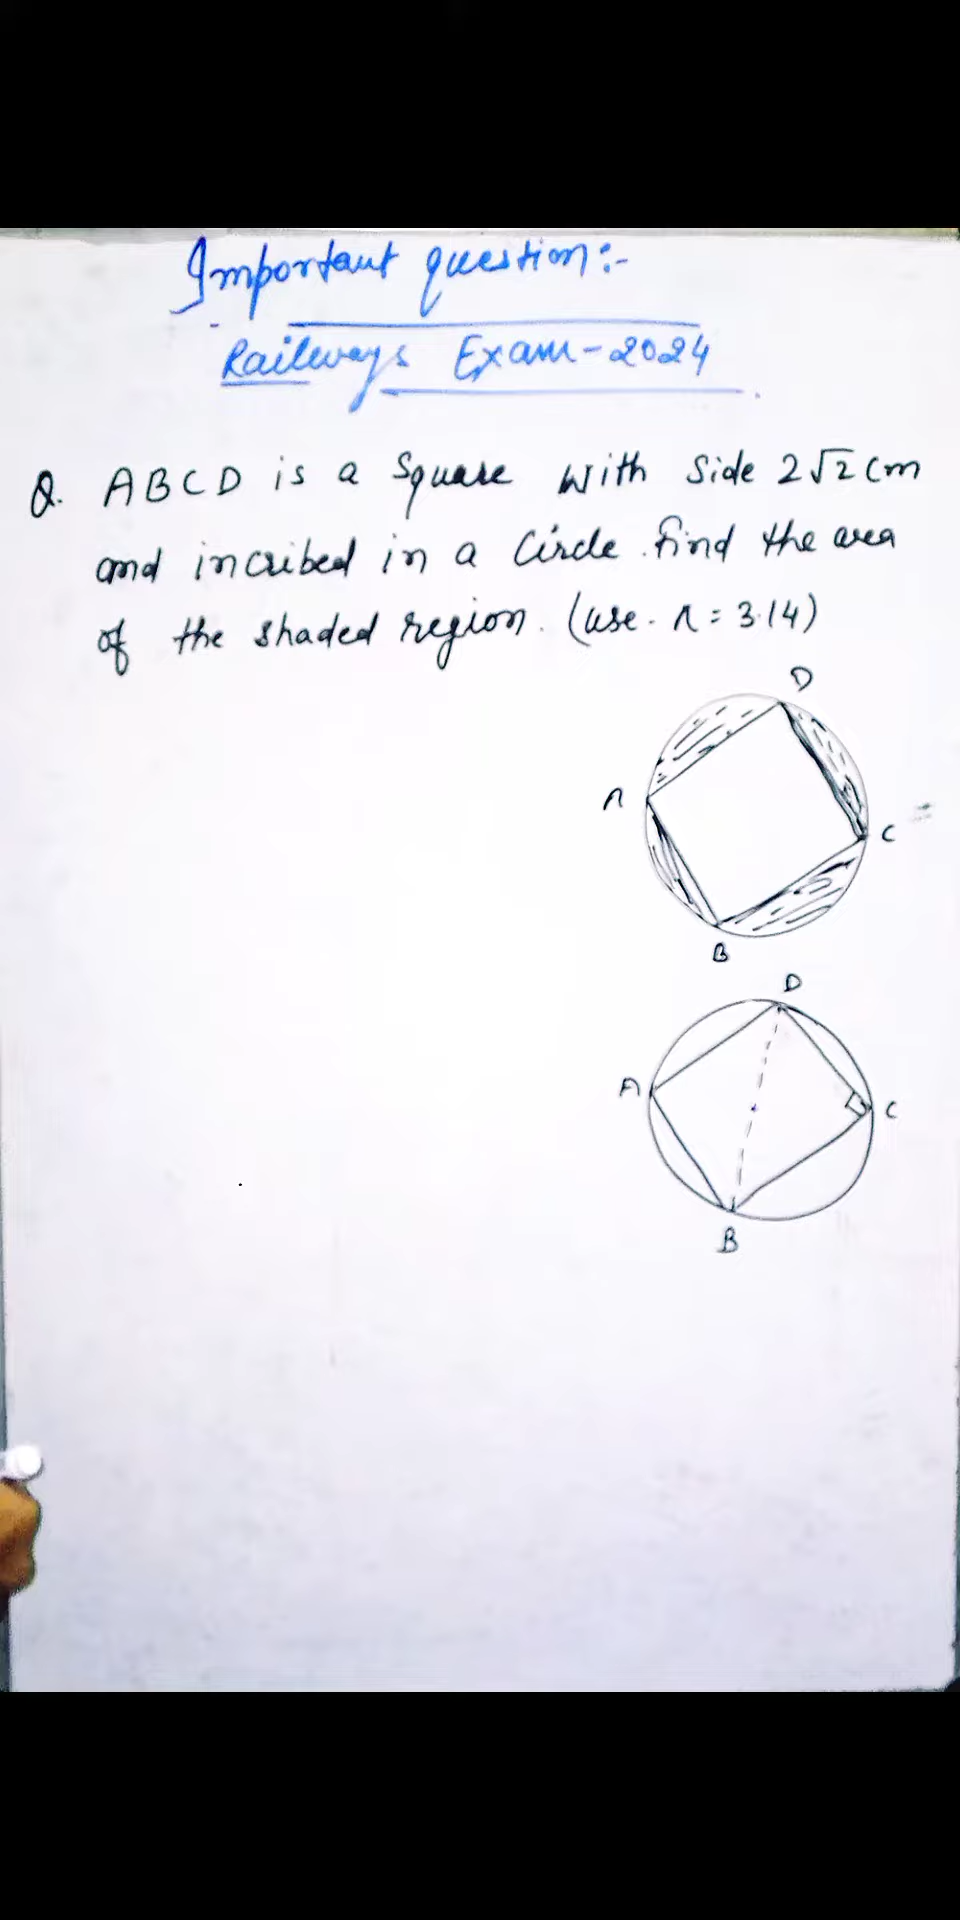 Important question:-
Railways Exam-2024
Q. ABCD is a Square with Side 2√2 cm
and incribed in a Circle. find the area
of the shaded region. (use. π = 3.14)
D
A
C
B
D
A
C
B